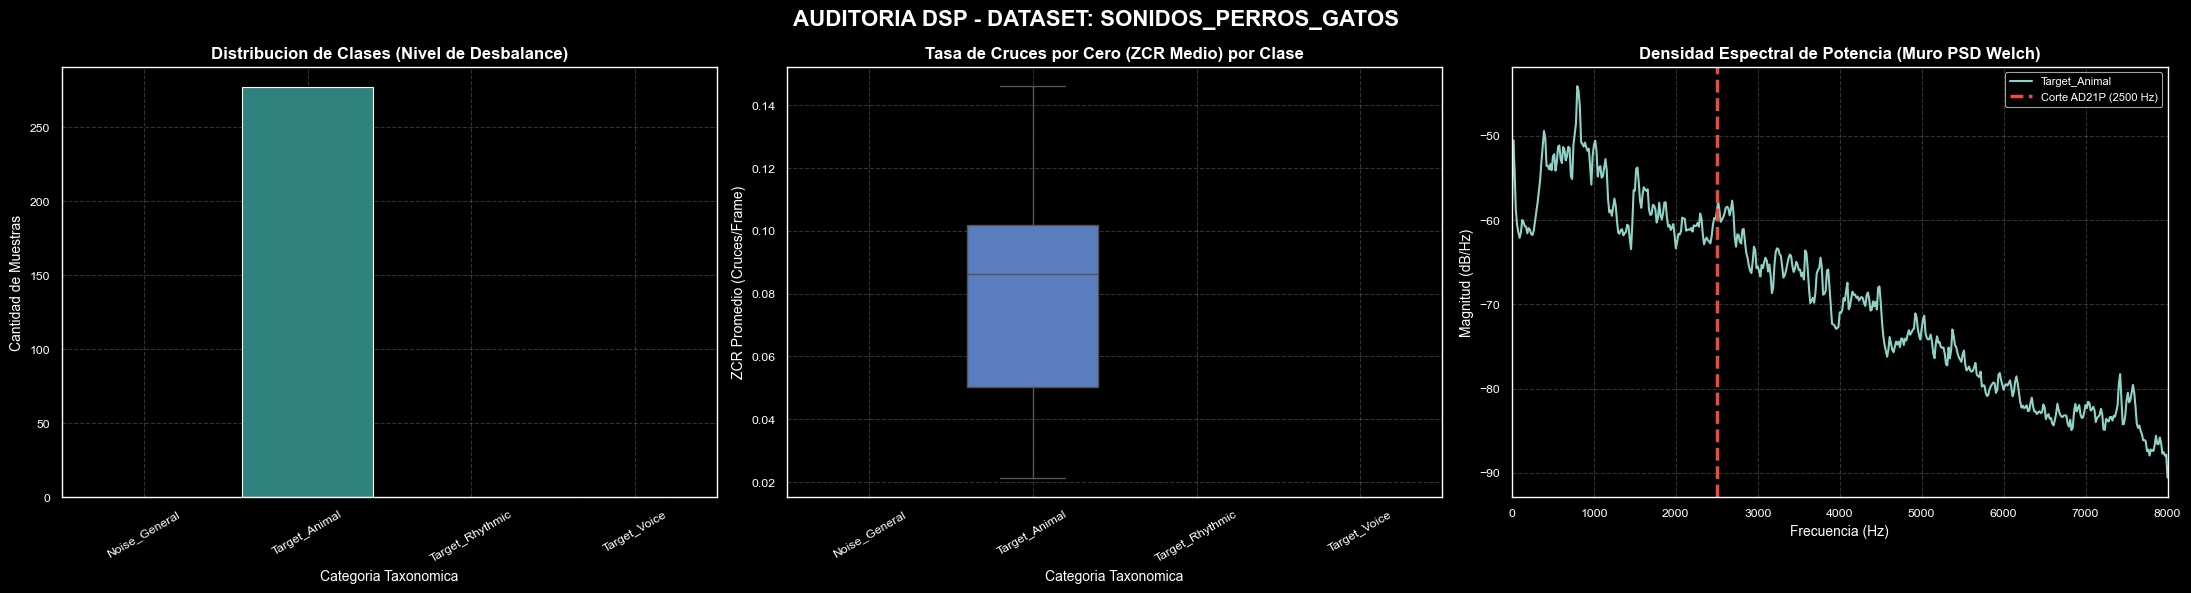 AUDITORIA DSP - DATASET: SONIDOS_PERROS_GATOS
Distribucion de Clases (Nivel de Desbalance)
Cantidad de Muestras
250
200
150
100
50
0
Noise_General
Target_Animal
Target_Rhythmic
Target_Voice
Categoria Taxonomica
Tasa de Cruces por Cero (ZCR Medio) por Clase
ZCR Promedio (Cruces/Frame)
0.14
0.12
0.10
0.08
0.06
0.04
0.02
Noise_General
Target_Animal
Target_Rhythmic
Target_Voice
Categoria Taxonomica
Densidad Espectral de Potencia (Muro PSD Welch)
Target_Animal
Corte AD21P (2500 Hz)
Magnitud (dB/Hz)
−50
−60
−70
−80
−90
0 1000 2000 3000 4000 5000 6000 7000 8000
Frecuencia (Hz)